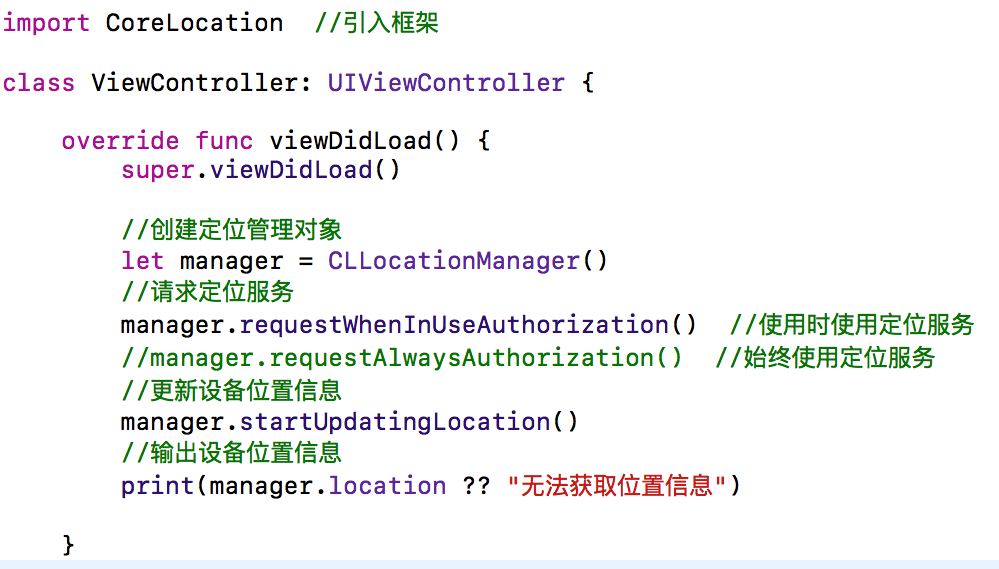 import CoreLocation  //引入框架
class ViewController: UIViewController {
override func viewDidLoad() {
super.viewDidLoad()
//创建定位管理对象
let manager = CLLocationManager()
//请求定位服务
manager.requestWhenInUseAuthorization()  //使用时使用定位服务
//manager.requestAlwaysAuthorization()  //始终使用定位服务
//更新设备位置信息
manager.startUpdatingLocation()
//输出设备位置信息
print(manager.location ?? "无法获取位置信息")
}